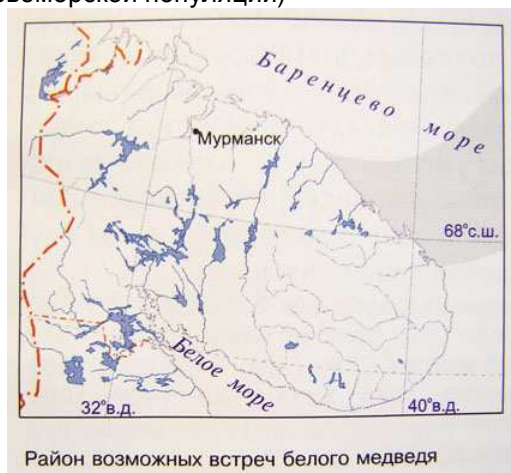 Баренцево море
Мурманск
68°с.ш.
Белое море
32°в.д.
40°в.д.
Район возможных встреч белого медведя